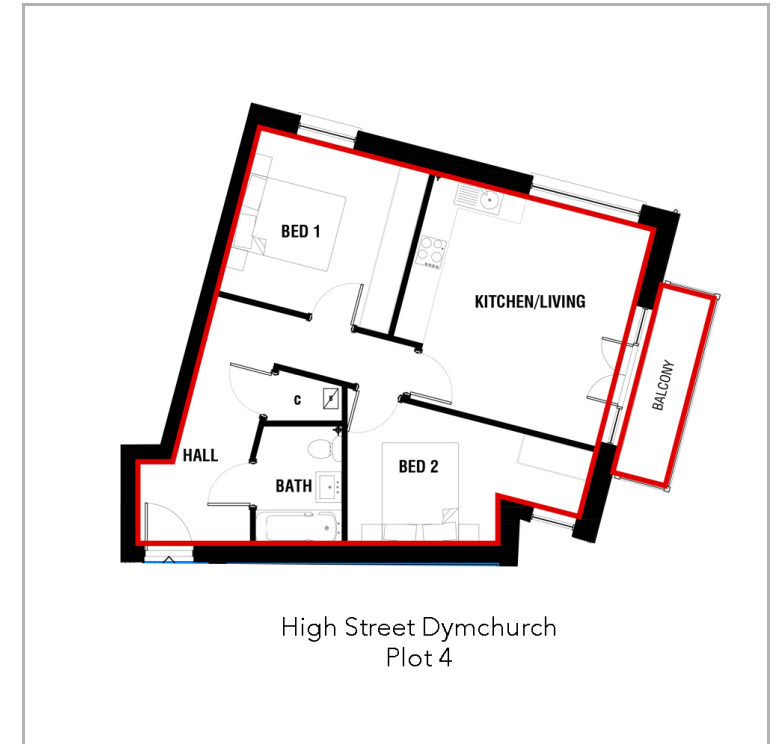 BED 1
KITCHEN/LIVING
BALCONY
C
HALL
BATH
BED 2
High Street Dymchurch
Plot 4